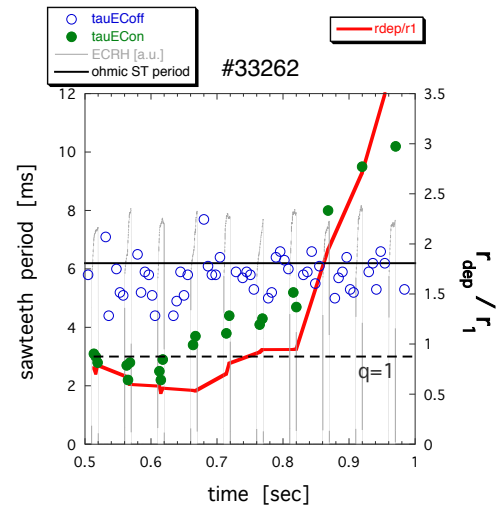 tauECoff
tauECon
ECRH [a.u.]
ohmic ST period
rdep/r1
#33262
12
10
8
6
4
2
0
sawteeth period [ms]
3.5
3
2.5
2
1.5
1
0.5
0
r_dep / r_1
q=1
0.5 0.6 0.7 0.8 0.9 1
time [sec]